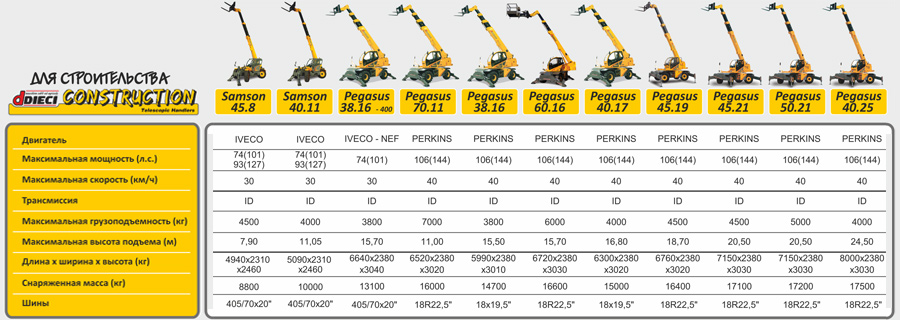 ДЛЯ СТРОИТЕЛЬСТВА
DIECI CONSTRUCTION
Telescopic Handlers
Samson 45.8
Samson 40.11
Pegasus 38.16 - 400
Pegasus 70.11
Pegasus 38.16
Pegasus 60.16
Pegasus 40.17
Pegasus 45.19
Pegasus 45.21
Pegasus 50.21
Pegasus 40.25
Двигатель IVECO IVECO IVECO - NEF PERKINS PERKINS PERKINS PERKINS PERKINS PERKINS PERKINS PERKINS
Максимальная мощность (л.с.) 74(101) 93(127) 74(101) 93(127) 74(101) 106(144) 106(144) 106(144) 106(144) 106(144) 106(144) 106(144) 106(144)
Максимальная скорость (км/ч) 30 30 30 40 40 40 40 40 40 40 40
Трансмиссия ID ID ID ID ID ID ID ID ID ID ID
Максимальная грузоподъемность (кг) 4500 4000 3800 7000 3800 6000 4000 4500 4500 5000 4000
Максимальная высота подъема (м) 7,90 11,05 15,70 11,00 15,50 15,70 16,80 18,70 20,50 20,50 24,50
Длина х ширина х высота (кг) 4940x2310 x2460 5090x2310 x2460 6640x2380 x3040 6520x2380 x3020 5990x2380 x3010 6720x2380 x3030 6300x2380 x3020 6760x2380 x3020 7150x2380 x3030 7150x2380 x3030 8000x2380 x3030
Снаряженная масса (кг) 8800 10000 13100 16000 14700 16600 15000 16400 17100 17200 17500
Шины 405/70x20" 405/70x20" 405/70x20" 18R22,5" 18x19,5" 18R22,5" 18x19,5" 18R22,5" 18R22,5" 18R22,5" 18R22,5"